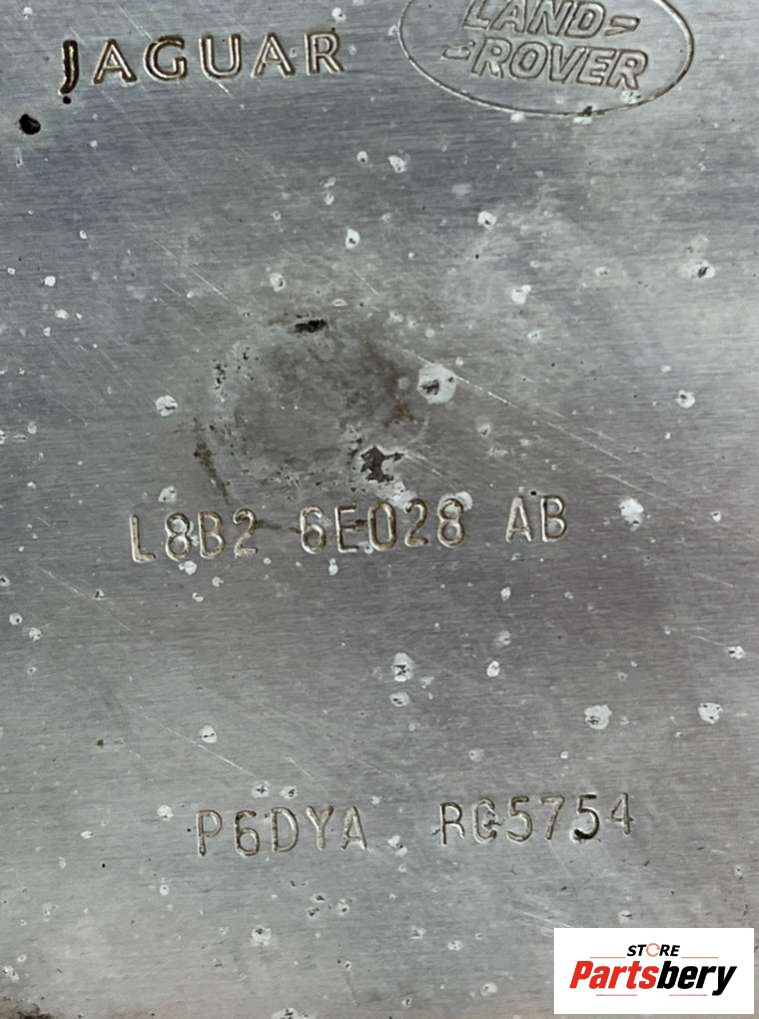 JAGUAR
LAND-
-ROVER
L8B2 6E028 AB
P6DYA RG5754
STORE
Partsbery